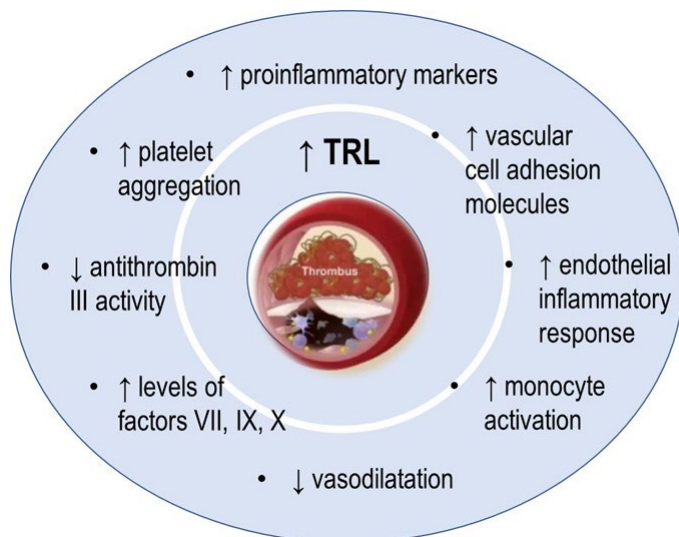 • ↑ proinflammatory markers
• ↑ platelet
aggregation
↑ TRL
• ↑ vascular
cell adhesion
molecules
Thrombus
• ↓ antithrombin
III activity
• ↑ endothelial
inflammatory
response
• ↑ levels of
factors VII, IX, X
• ↑ monocyte
activation
• ↓ vasodilatation